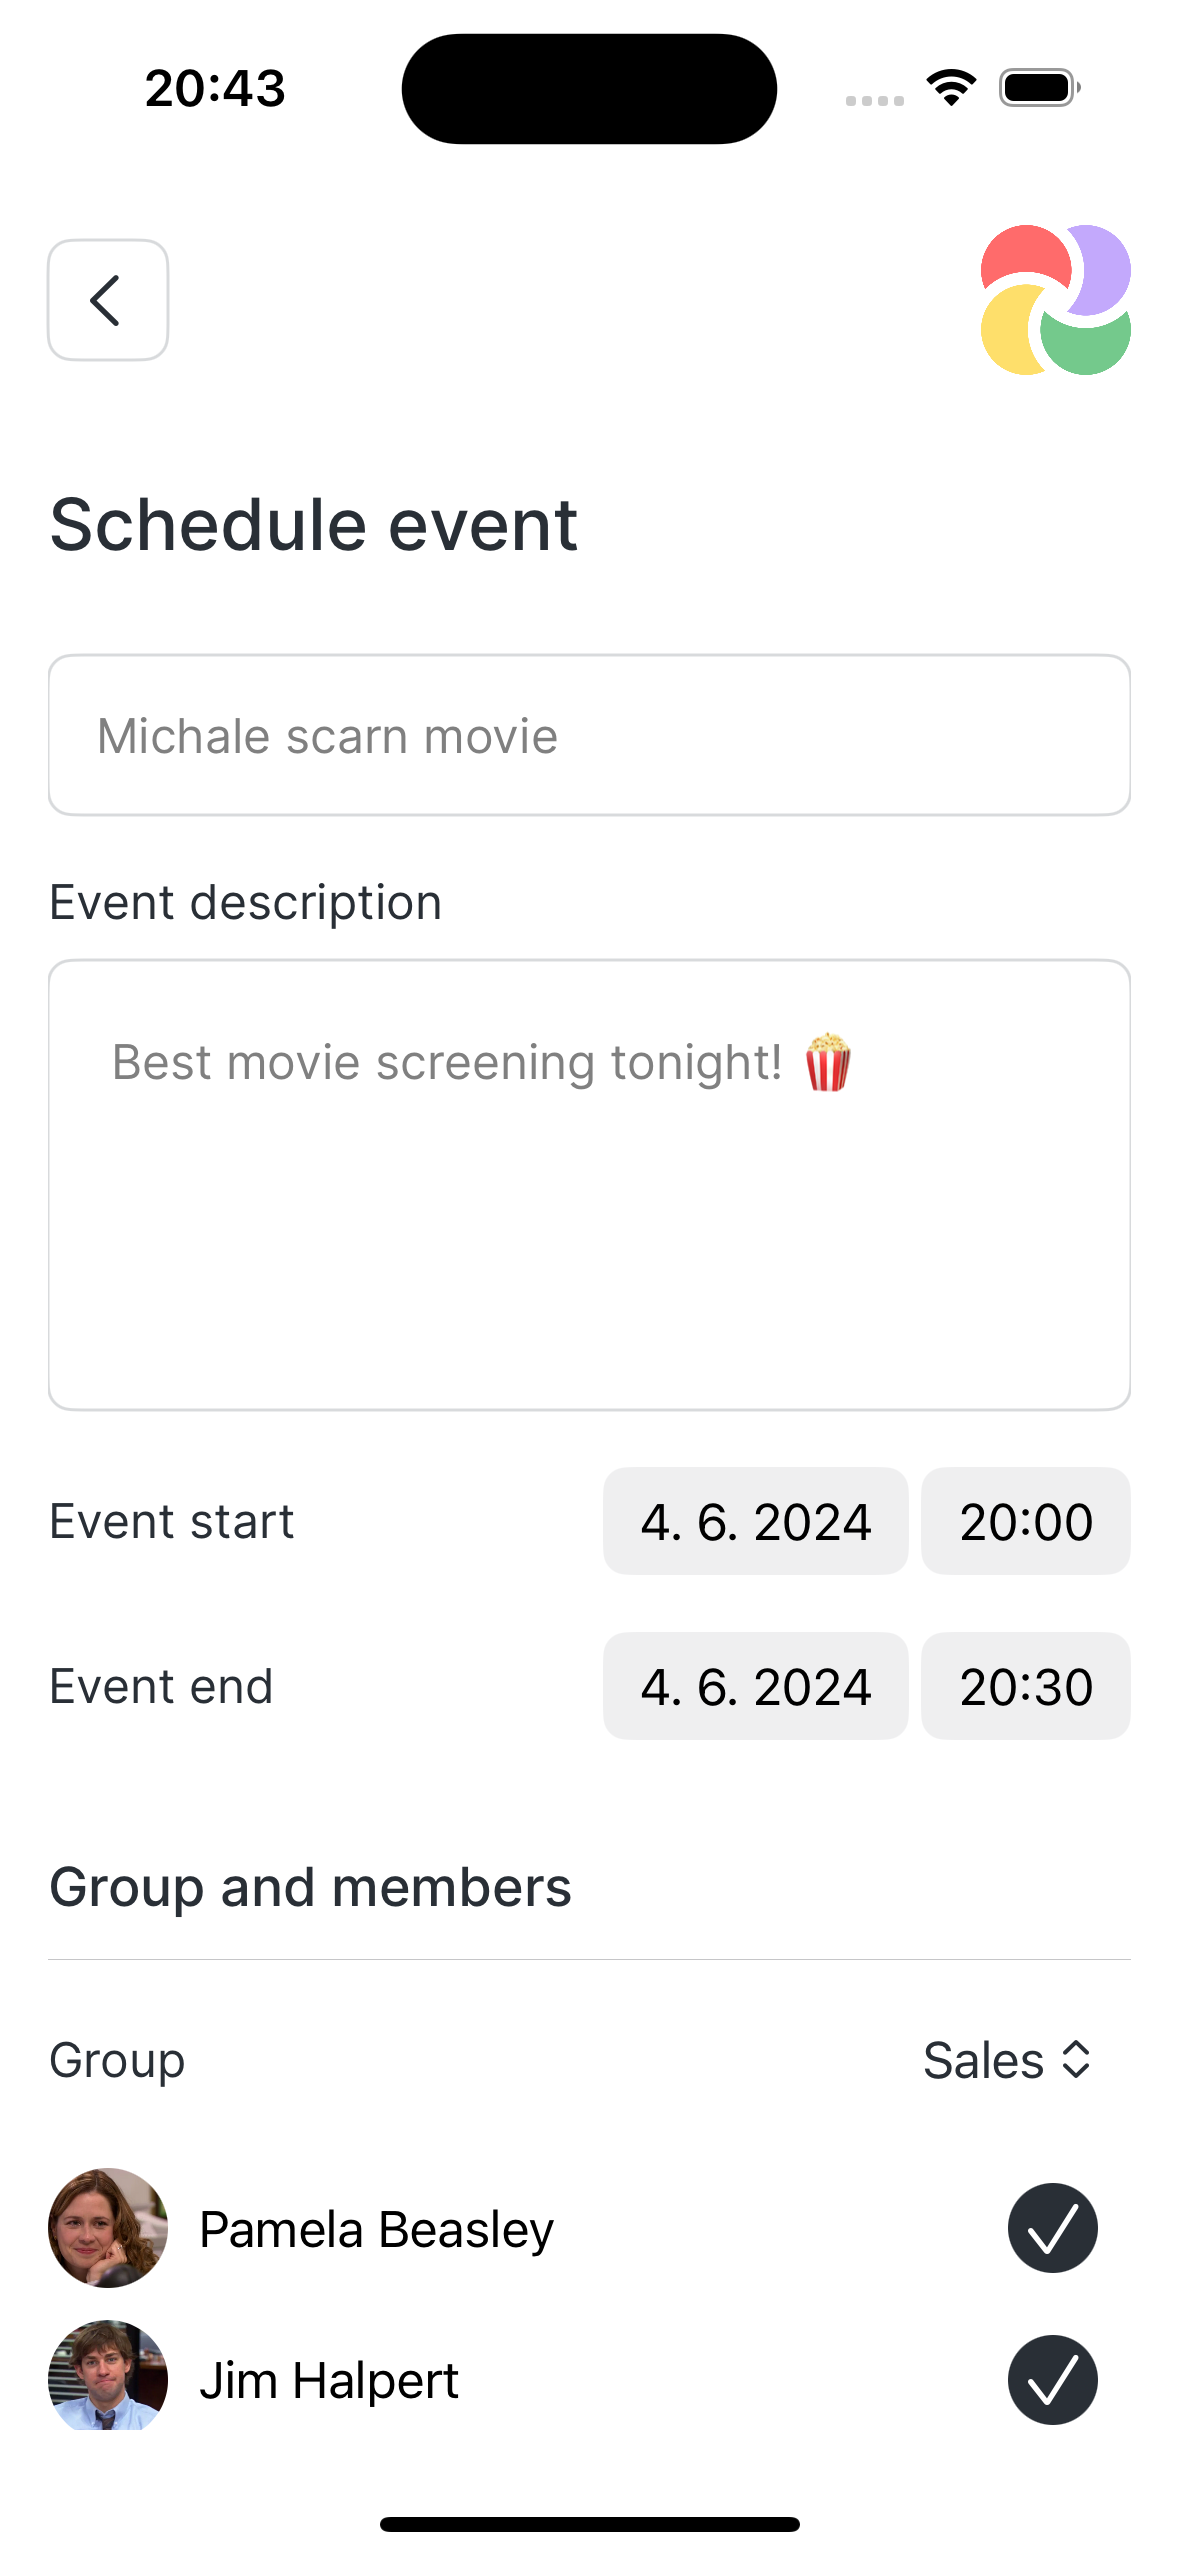 20:43
Schedule event
Michale scarn movie
Event description
Best movie screening tonight! 🍿
Event start 4. 6. 2024 20:00
Event end 4. 6. 2024 20:30
Group and members
Group Sales
Pamela Beasley
Jim Halpert